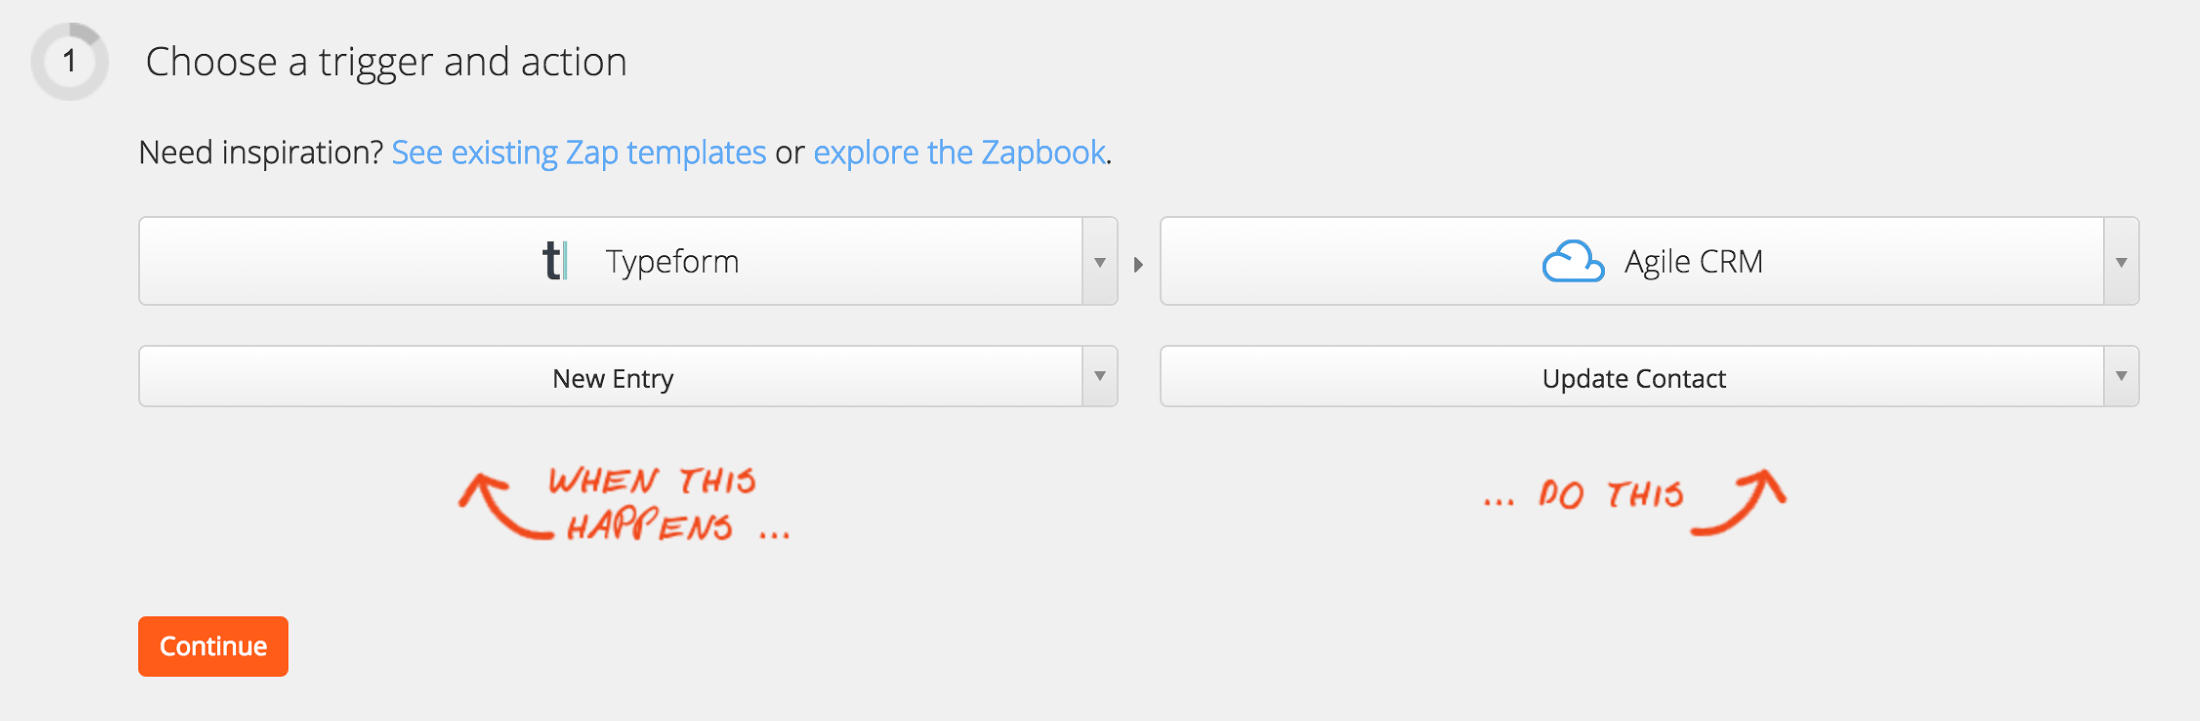 1 Choose a trigger and action
Need inspiration? See existing Zap templates or explore the Zapbook.
t Typeform
Agile CRM
New Entry
Update Contact
WHEN THIS
HAPPENS ...
... DO THIS
Continue